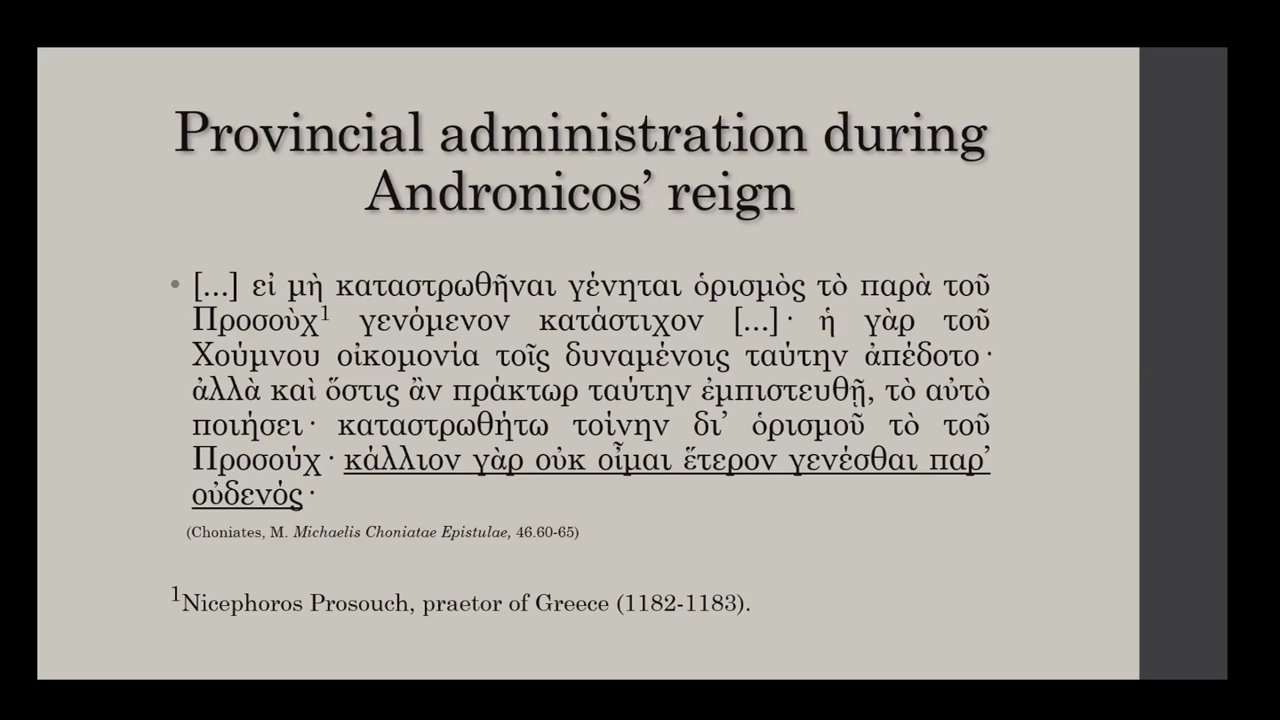 Provincial administration during
Andronicos’ reign
• [...] εἰ μὴ καταστρωθῆναι γένηται ὁρισμὸς τὸ παρὰ τοῦ
Προσοὺχ¹ γενόμενον κατάστιχον [...]· ἡ γὰρ τοῦ
Χούμνου οἰκομονία τοῖς δυναμένοις ταύτην ἀπέδοτο·
ἀλλὰ καὶ ὅστις ἂν πράκτωρ ταύτην ἐμπιστευθῇ, τὸ αὐτὸ
ποιήσει· καταστρωθήτω τοίνην δι’ ὁρισμοῦ τὸ τοῦ
Προσούχ· κάλλιον γὰρ οὐκ οἶμαι ἕτερον γενέσθαι παρ’
οὐδενός·
(Choniates, M. Michaelis Choniatae Epistulae, 46.60-65)
¹Nicephoros Prosouch, praetor of Greece (1182-1183).